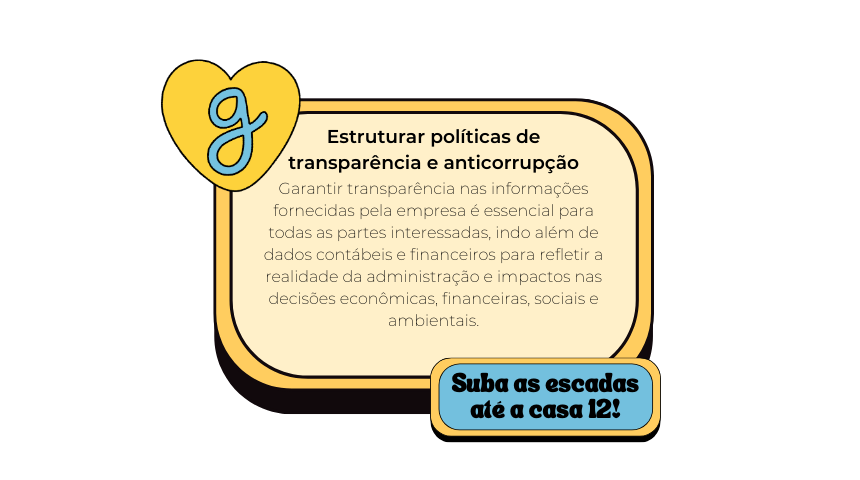 g
Estruturar políticas de
transparência e anticorrupção
Garantir transparência nas informações
fornecidas pela empresa é essencial para
todas as partes interessadas, indo além de
dados contábeis e financeiros para refletir a
realidade da administração e impactos nas
decisões econômicas, financeiras, sociais e
ambientais.
Suba as escadas
até a casa 12!